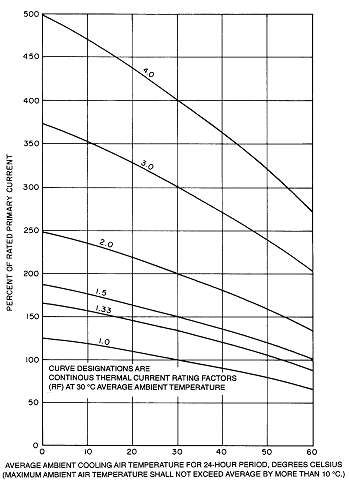 500
450
400
350
300
250
200
150
100
50
0
PERCENT OF RATED PRIMARY CURRENT
4.0
3.0
2.0
1.5
1.33
1.0
CURVE DESIGNATIONS ARE
CONTINOUS THERMAL CURRENT RATING FACTORS
(RF) AT 30 °C AVERAGE AMBIENT TEMPERATURE
0 10 20 30 40 50 60
AVERAGE AMBIENT COOLING AIR TEMPERATURE FOR 24-HOUR PERIOD, DEGREES CELSIUS
(MAXIMUM AMBIENT AIR TEMPERATURE SHALL NOT EXCEED AVERAGE BY MORE THAN 10 °C.)